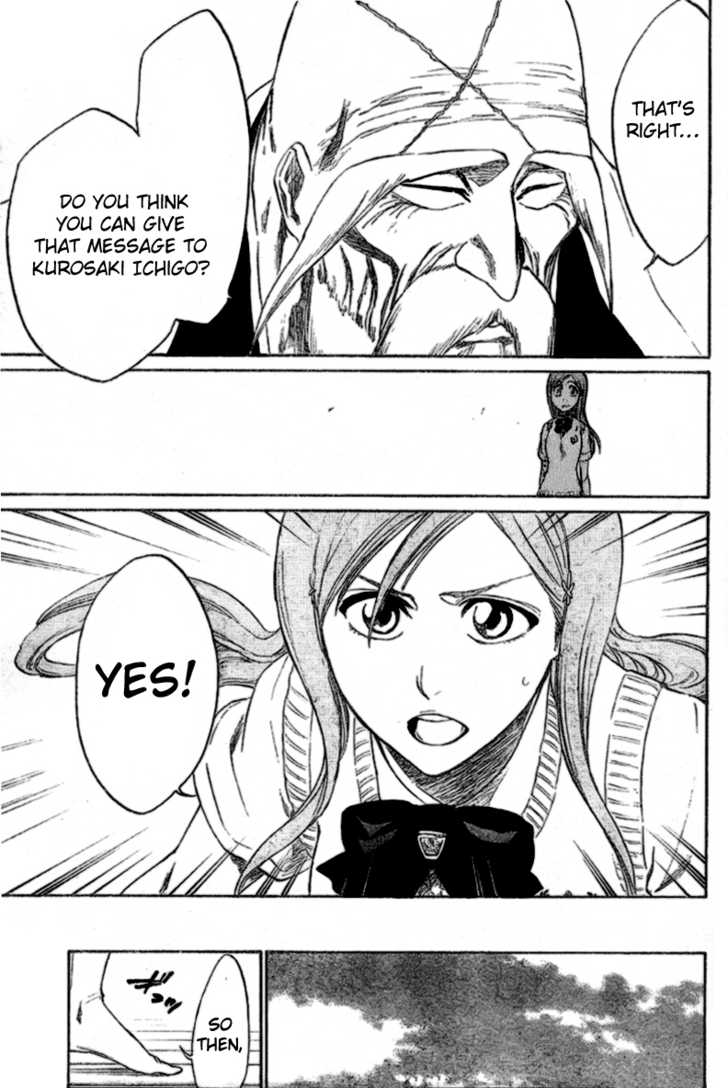 THAT'S
RIGHT...
DO YOU THINK
YOU CAN GIVE
THAT MESSAGE TO
KUROSAKI ICHIGO?
YES!
SO
THEN,